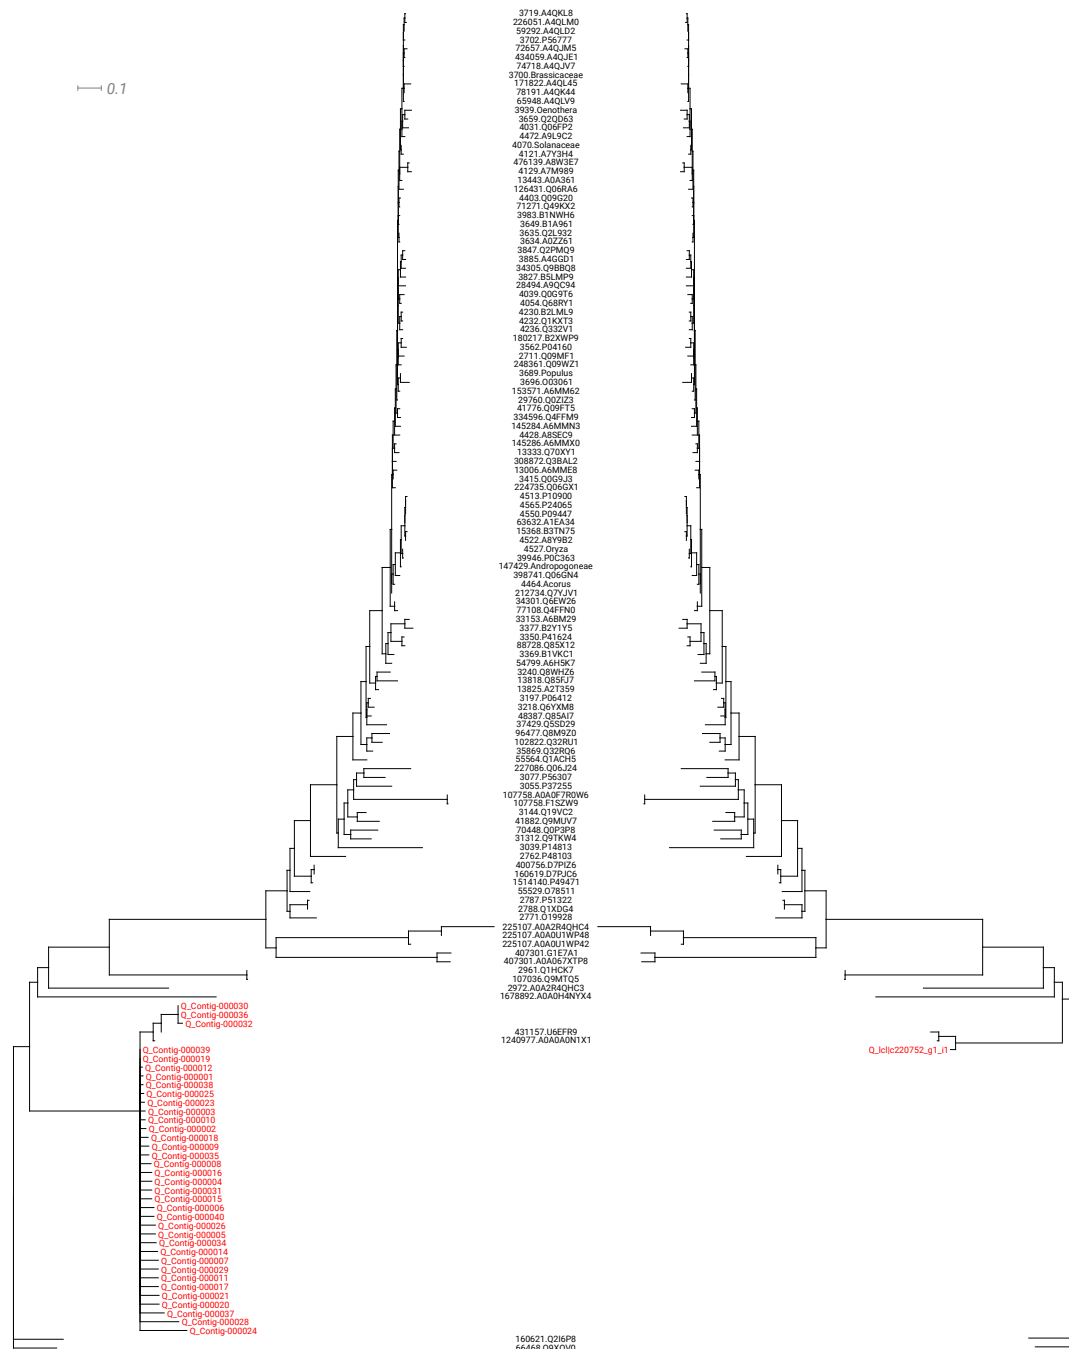 3719.A4QKL8
226051.A4QLM0
59292.A4QLD2
3702.P56777
72657.A4QJM5
434059.A4QJE1
74718.A4QJV7
3700.Brassicaceae
0.1
171822.A4QL45
78191.A4QK44
65948.A4QLV9
3939.Oenothera
3659.Q2QD63
4031.Q06FP2
4472.A9L9C2
4070.Solanaceae
4121.A7Y3H4
476139.A8W3E7
4129.A7M989
13443.A0A361
126431.Q06RA6
4403.Q09G20
71271.Q49KX2
3983.B1NWH6
3649.B1A961
3635.Q2L932
3634.A0ZZ61
3847.Q2PMQ9
3885.A4GGD1
34305.Q9BBQ8
3827.B5LMP9
28494.A9QC94
4039.Q0G9T6
4054.Q68RY1
4230.B2LML9
4232.Q1KXT3
4236.Q332V1
180217.B2XWP9
3562.P04160
2711.Q09MF1
248361.Q09WZ1
3689.Populus
3696.O03061
153571.A6MM62
29760.Q0ZIZ3
41776.Q09FT5
334596.Q4FFM9
145284.A6MMN3
4428.A8SEC9
145286.A6MMX0
13333.Q70XY1
308872.Q3BAL2
13006.A6MME8
3415.Q0G9J3
224735.Q06GX1
4513.P10900
4565.P24065
4550.P09447
63632.A1EA34
15368.B3TN75
4522.A8Y9B2
4527.Oryza
39946.P0C363
147429.Andropogoneae
398741.Q06GN4
4464.Acorus
212734.Q7YJV1
34301.Q6EW26
77108.Q4FFN0
33153.A6BM29
3377.B2Y1Y5
3350.P41624
88728.Q85X12
3369.B1VKC1
54799.A6H5K7
3240.Q8WHZ6
13818.Q85FJ7
13825.A2T359
3197.P06412
3218.Q6YXM8
48387.Q85AI7
37429.Q5SD29
96477.Q8M9Z0
102822.Q32RU1
35869.Q32RQ6
55564.Q1ACH5
227086.Q06J24
3077.P56307
3055.P37255
107758.A0A0F7R0W6
107758.F1SZW9
3144.Q19VC2
41882.Q9MUV7
70448.Q0P3P8
31312.Q9TKW4
3039.P14813
2762.P48103
400756.D7PIZ6
160619.D7PJC6
1514140.P49471
55529.O78511
2787.P51322
2788.Q1XDG4
2771.O19928
225107.A0A2R4QHC4
225107.A0A0U1WP48
225107.A0A0U1WP42
407301.G1E7A1
407301.A0A067XTP8
2961.Q1HCK7
107036.Q9MTQ5
2972.A0A2R4QHC3
1678892.A0A0H4NYX4
Q_Contig-000030
Q_Contig-000036
Q_Contig-000032
431157.U6EFR9
1240977.A0A0A0N1X1
Q_Contig-000039
Q_lcl|c220752_g1_i1
Q_Contig-000019
Q_Contig-000012
Q_Contig-000001
Q_Contig-000038
Q_Contig-000025
Q_Contig-000023
Q_Contig-000003
Q_Contig-000010
Q_Contig-000002
Q_Contig-000018
Q_Contig-000009
Q_Contig-000035
Q_Contig-000008
Q_Contig-000016
Q_Contig-000004
Q_Contig-000031
Q_Contig-000015
Q_Contig-000006
Q_Contig-000040
Q_Contig-000026
Q_Contig-000005
Q_Contig-000034
Q_Contig-000014
Q_Contig-000007
Q_Contig-000029
Q_Contig-000011
Q_Contig-000017
Q_Contig-000021
Q_Contig-000020
Q_Contig-000037
Q_Contig-000028
Q_Contig-000024
160621.Q2I6P8